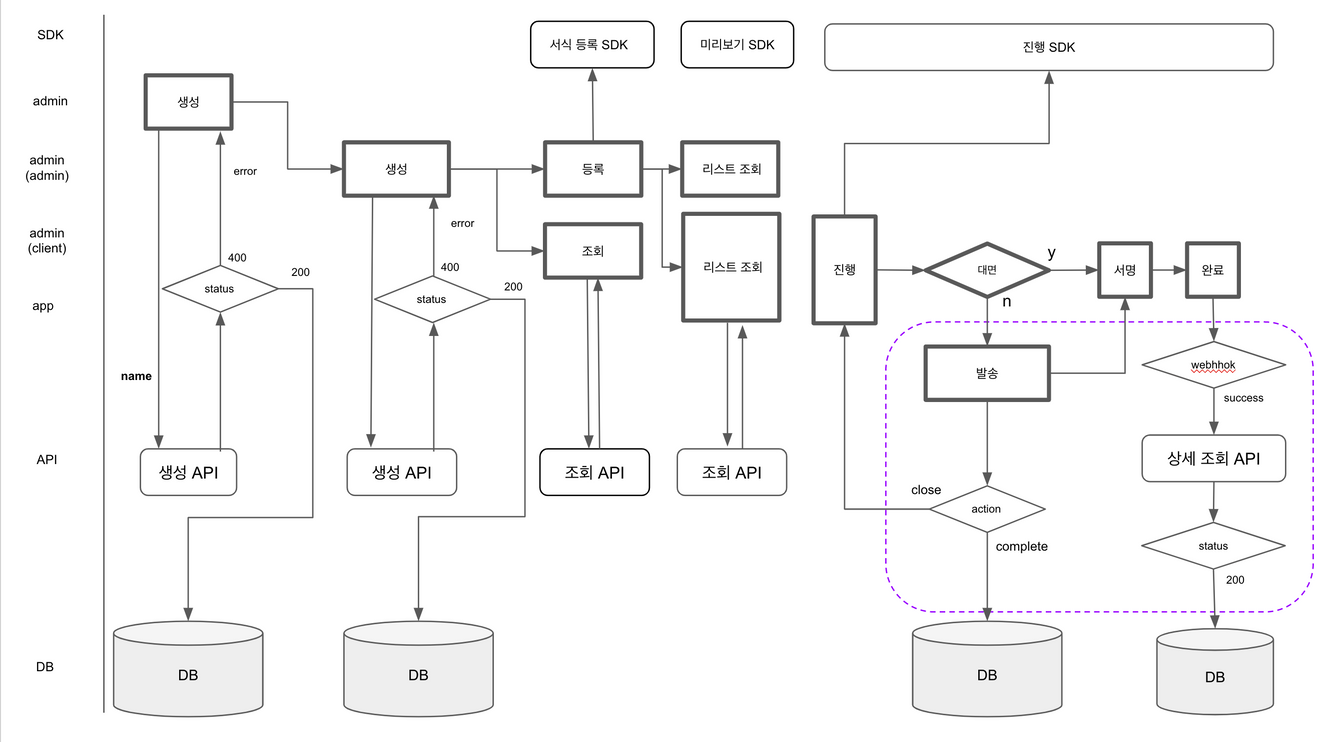 SDK
서식 등록 SDK
미리보기 SDK
진행 SDK
admin
생성
admin
(admin)
error
생성
등록
리스트 조회
admin
(client)
error
조회
리스트 조회
진행
대면
y
서명
완료
400
200
status
400
200
status
n
app
name
발송
webhhok
success
API
생성 API
생성 API
조회 API
조회 API
상세 조회 API
close
action
complete
status
200
DB
DB
DB
DB
DB